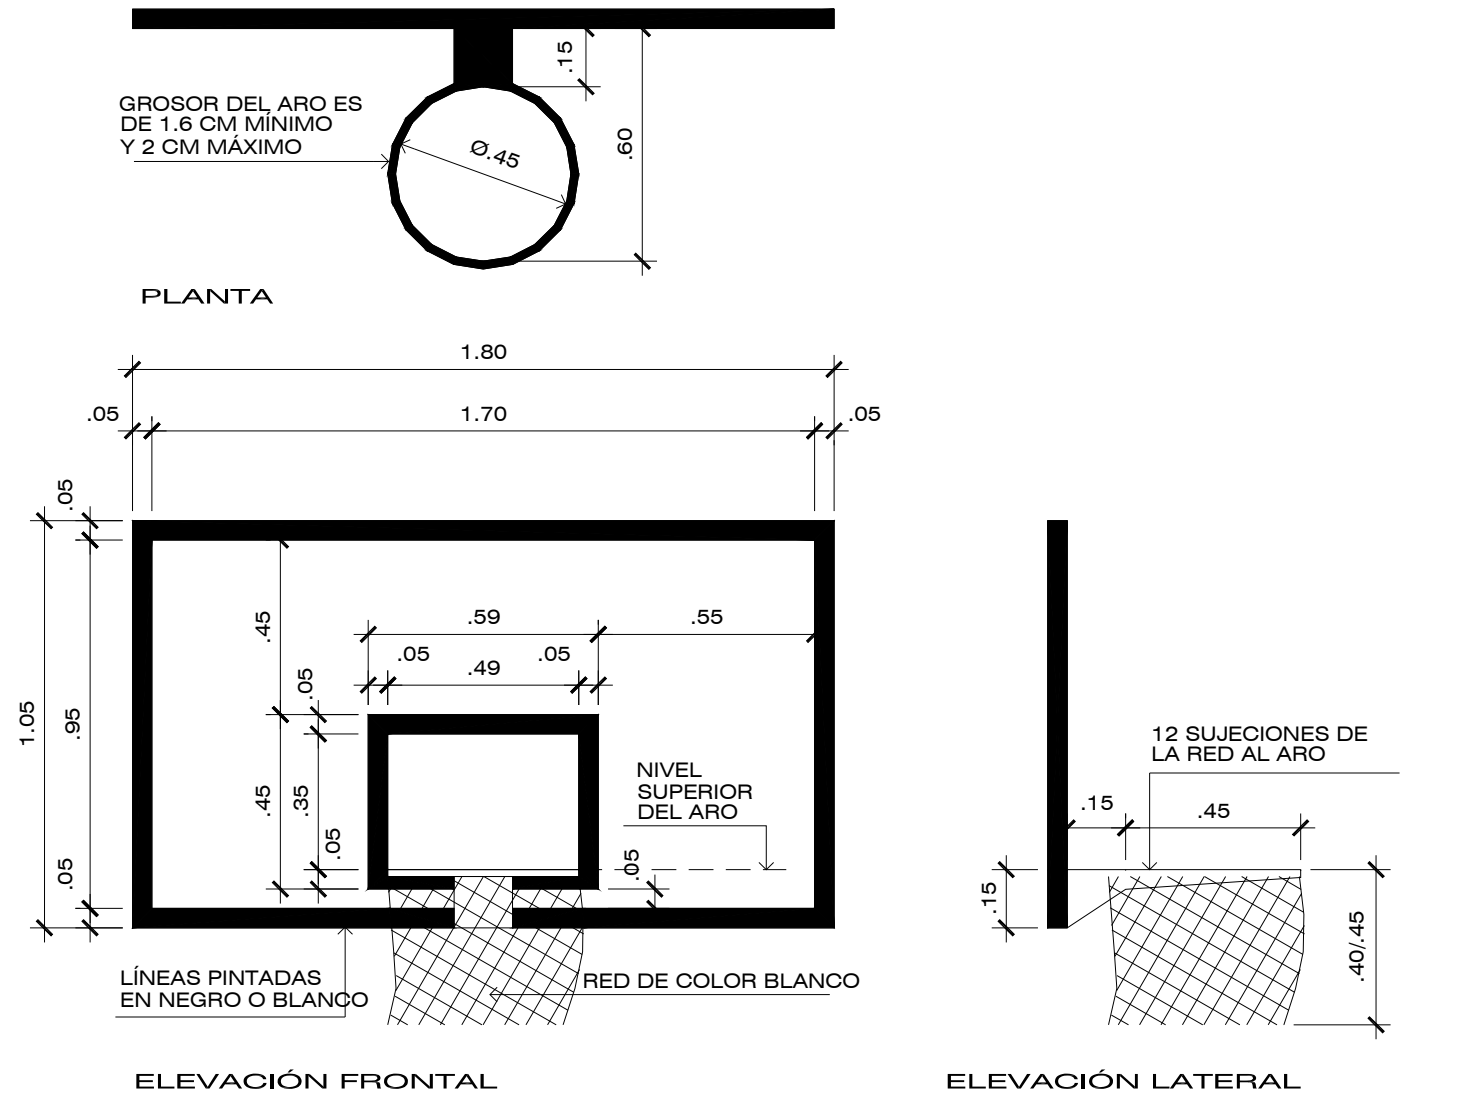 .15
GROSOR DEL ARO ES
DE 1.6 CM MÍNIMO
Y 2 CM MÁXIMO
Ø.45
.60
PLANTA
1.80
.05
1.70
.05
.05
1.05
.95
.05
.45
.45
.05
.35
.05
.59
.55
.05
.49
.05
NIVEL
SUPERIOR
DEL ARO
.05
LÍNEAS PINTADAS
EN NEGRO O BLANCO
RED DE COLOR BLANCO
ELEVACIÓN FRONTAL
12 SUJECIONES DE
LA RED AL ARO
.15
.45
.15
.40/.45
ELEVACIÓN LATERAL